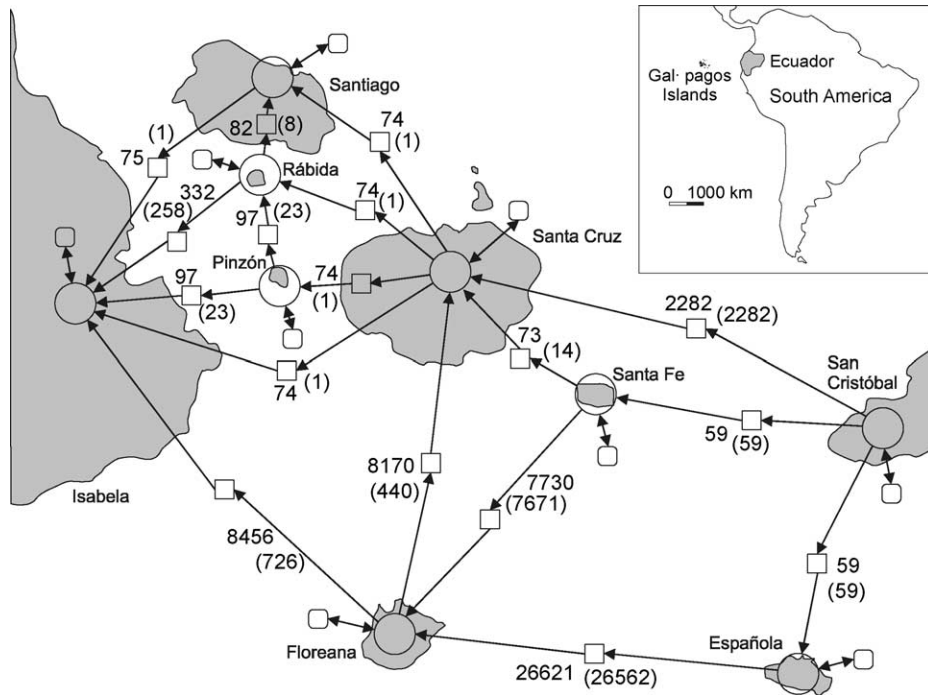 Santiago
82
(8)
(1)
75
74
(1)
Rábida
332
(258)
97
(23)
74
(1)
Santa Cruz
Pinzón
97
(23)
74
(1)
74
(1)
2282
(2282)
73
(14)
Santa Fe
San
Cristóbal
59
(59)
Isabela
8170
(440)
7730
(7671)
8456
(726)
59
(59)
Floreana
26621
(26562)
Española
Ecuador
Gal· pagos
Islands
South America
0 1000 km